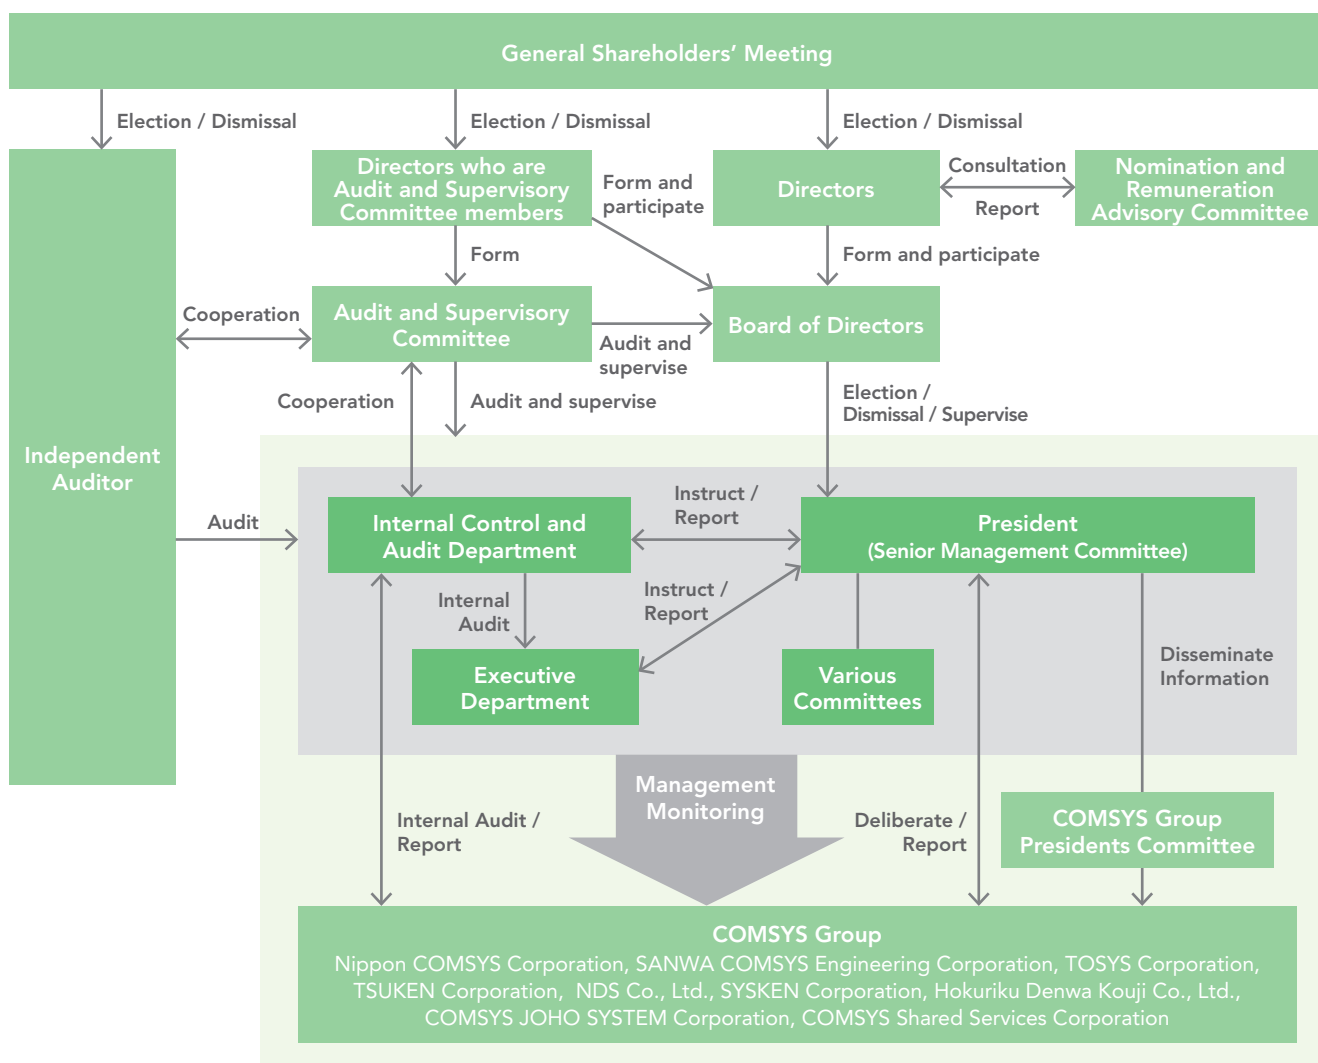 General Shareholders' Meeting
Election / Dismissal
Election / Dismissal
Election / Dismissal
Directors who are
Audit and Supervisory
Committee members
Form and
participate
Directors
Consultation
Report
Nomination and
Remuneration
Advisory Committee
Form
Form and participate
Cooperation
Audit and Supervisory
Committee
Audit and
supervise
Board of Directors
Cooperation
Audit and supervise
Election /
Dismissal / Supervise
Independent
Auditor
Audit
Internal Control and
Audit Department
Instruct /
Report
President
(Senior Management Committee)
Internal
Audit
Instruct /
Report
Executive
Department
Various
Committees
Disseminate
Information
Management
Monitoring
Internal Audit /
Report
Deliberate /
Report
COMSYS Group
Presidents Committee
COMSYS Group
Nippon COMSYS Corporation, SANWA COMSYS Engineering Corporation, TOSYS Corporation,
TSUKEN Corporation, NDS Co., Ltd., SYSKEN Corporation, Hokuriku Denwa Kouji Co., Ltd.,
COMSYS JOHO SYSTEM Corporation, COMSYS Shared Services Corporation